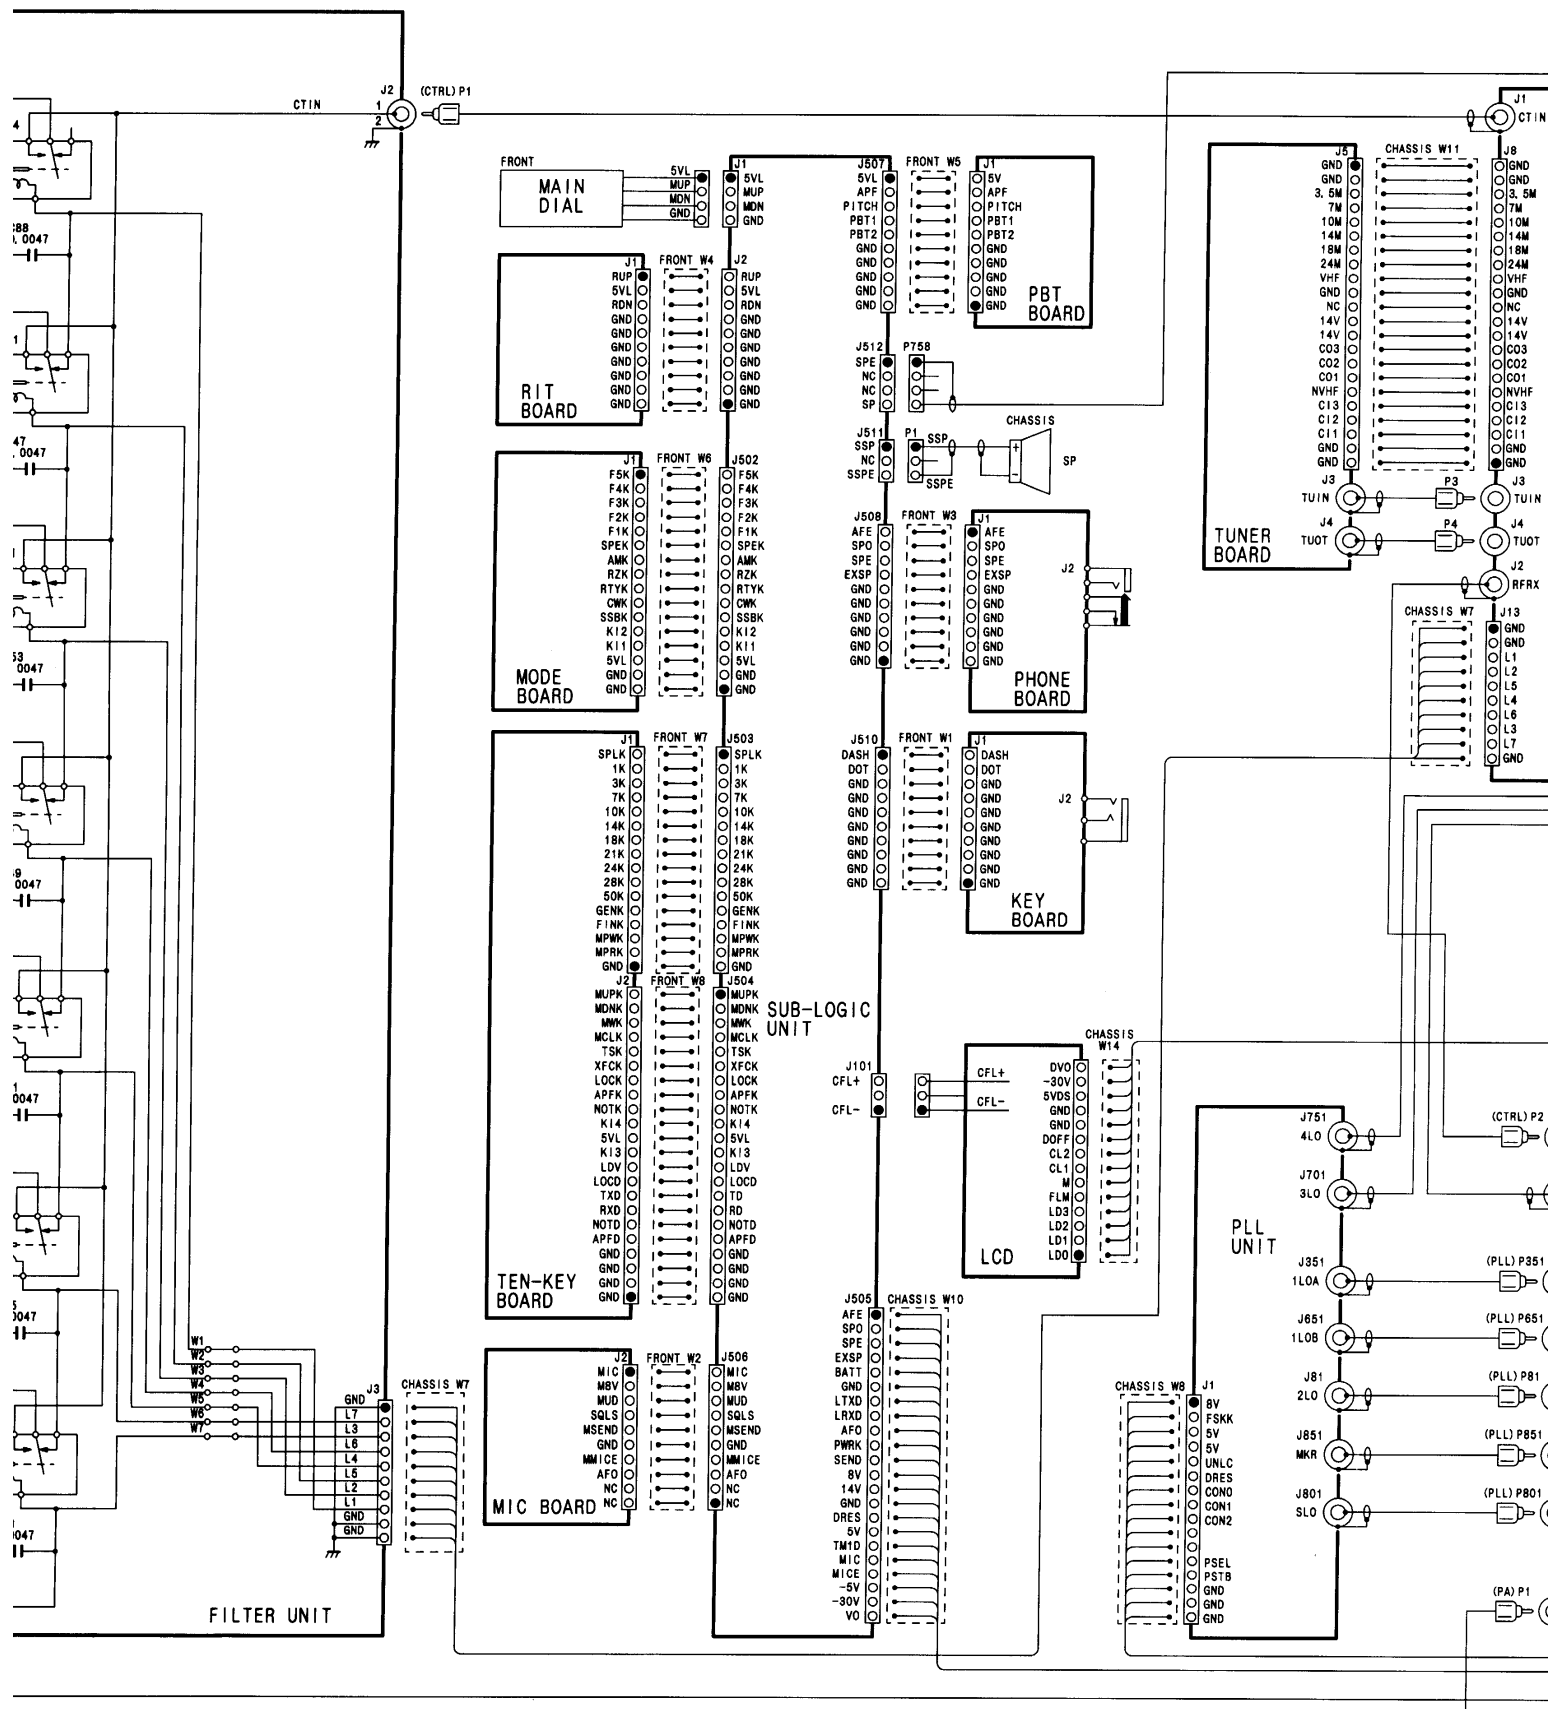 J2
(CTRL) P1
CTIN
1
2
4
C88
0.0047
1
47
0047
53
0047
9
0047
1
0047
5
0047
0047
W1
W2
W3
W4
W5
W6
W7
J3
GND
L7
L3
L6
L4
L5
L2
L1
GND
GND
CHASSIS W7
FILTER UNIT
FRONT
MAIN
DIAL
5VL
MUP
MDN
GND
J1
5VL
MUP
MDN
GND
J1
RUP
5VL
RDN
GND
GND
GND
GND
GND
GND
GND
RIT
BOARD
FRONT W4
J2
RUP
5VL
RDN
GND
GND
GND
GND
GND
GND
GND
J1
F5K
F4K
F3K
F2K
F1K
SPEK
AMK
RZK
RTYK
CWK
SSBK
KI2
KI1
5VL
GND
GND
MODE
BOARD
FRONT W6
J502
F5K
F4K
F3K
F2K
F1K
SPEK
AMK
RZK
RTYK
CWK
SSBK
KI2
KI1
5VL
GND
GND
J1
SPLK
1K
3K
7K
10K
14K
18K
21K
24K
28K
50K
GENK
FINK
MPWK
MPRK
GND
FRONT W7
J503
SPLK
1K
3K
7K
10K
14K
18K
21K
24K
28K
50K
GENK
FINK
MPWK
MPRK
GND
J2
MUPK
MDNK
MWK
MCLK
TSK
XFCK
LOCK
APFK
NOTK
KI4
5VL
KI3
LDV
LOCD
TXD
RXD
NOTD
APFD
GND
GND
GND
GND
TEN-KEY
BOARD
FRONT W8
J504
MUPK
MDNK
MWK
MCLK
TSK
XFCK
LOCK
APFK
NOTK
KI4
5VL
KI3
LDV
LOCD
TD
RD
NOTD
APFD
GND
GND
GND
GND
J2
MIC
M8V
MUD
SQLS
MSEND
GND
MMICE
AFO
NC
NC
MIC BOARD
FRONT W2
J506
MIC
M8V
MUD
SQLS
MSEND
GND
MMICE
AFO
NC
NC
SUB-LOGIC
UNIT
J507
5VL
APF
PITCH
PBT1
PBT2
GND
GND
GND
GND
GND
FRONT W5
J1
5V
APF
PITCH
PBT1
PBT2
GND
GND
GND
GND
GND
PBT
BOARD
J512
SPE
NC
NC
SP
P758
J511
SSP
NC
SSPE
P1
SSP
SSPE
CHASSIS
+
-
SP
J508
AFE
SPO
SPE
EXSP
GND
GND
GND
GND
GND
GND
FRONT W3
J1
AFE
SPO
SPE
EXSP
GND
GND
GND
GND
GND
GND
J2
PHONE
BOARD
J510
DASH
DOT
GND
GND
GND
GND
GND
GND
GND
GND
FRONT W1
J1
DASH
DOT
GND
GND
GND
GND
GND
GND
GND
GND
J2
KEY
BOARD
J101
CFL+
CFL-
CFL+
CFL-
LCD
DVO
-30V
5VDS
GND
GND
DOFF
CL2
CL1
M
FLM
LD3
LD2
LD1
LD0
CHASSIS
W14
J505
AFE
SPO
SPE
EXSP
BATT
GND
LTXD
LRXD
AFO
PWRK
SEND
8V
14V
GND
DRES
5V
TM1D
MIC
MICE
-5V
-30V
VO
CHASSIS W10
TUNER
BOARD
J5
GND
GND
3.5M
7M
10M
14M
18M
24M
VHF
GND
NC
14V
14V
CO3
CO2
CO1
NVHF
CI3
CI2
CI1
GND
GND
J3
TUIN
J4
TUOT
CHASSIS W11
P3
P4
J1
CTIN
J8
GND
GND
3.5M
7M
10M
14M
18M
24M
VHF
GND
NC
14V
14V
CO3
CO2
CO1
NVHF
CI3
CI2
CI1
GND
GND
J3
TUIN
J4
TUOT
J2
RFRX
CHASSIS W7
J13
GND
GND
L1
L2
L5
L4
L6
L3
L7
GND
PLL
UNIT
J751
4LO
J701
3LO
J351
1LOA
J651
1LOB
J81
2LO
J851
MKR
J801
SLO
CHASSIS W8
J1
8V
FSKK
5V
5V
UNLC
DRES
CON0
CON1
CON2
PSEL
PSTB
GND
GND
GND
(CTRL) P2
(PLL) P351
(PLL) P651
(PLL) P81
(PLL) P851
(PLL) P801
(PA) P1